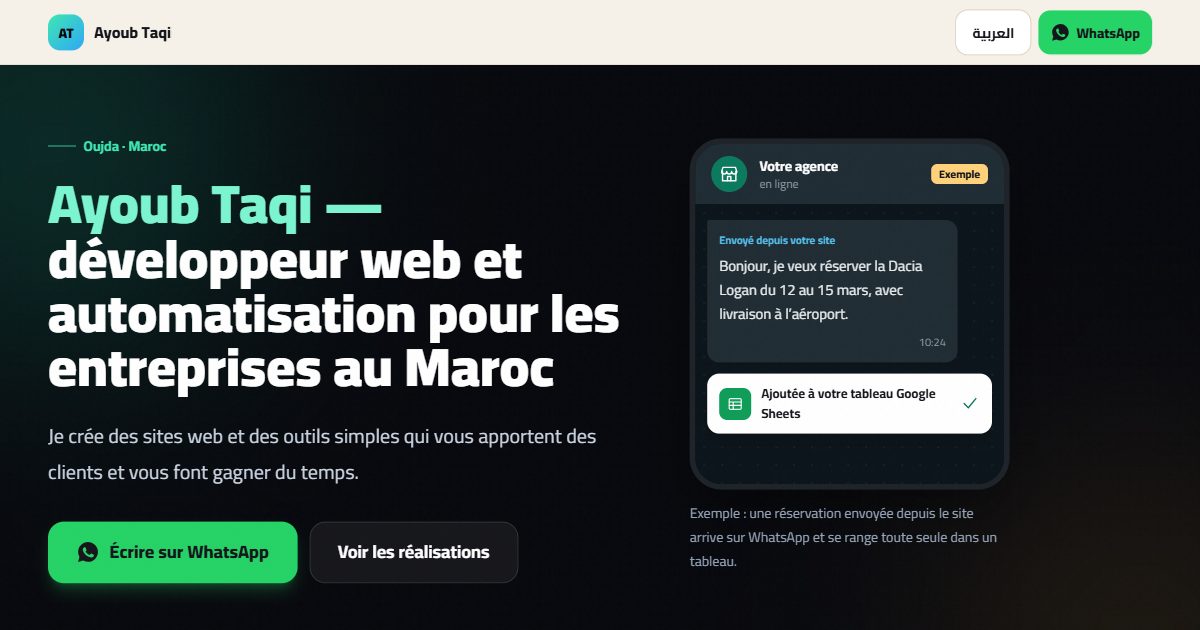 AT
Ayoub Taqi
العربية
WhatsApp
Oujda · Maroc
Ayoub Taqi —
développeur web et
automatisation pour les
entreprises au Maroc
Je crée des sites web et des outils simples qui vous apportent des
clients et vous font gagner du temps.
Écrire sur WhatsApp
Voir les réalisations
Votre agence
en ligne
Exemple
Envoyé depuis votre site
Bonjour, je veux réserver la Dacia
Logan du 12 au 15 mars, avec
livraison à l’aéroport.
10:24
Ajoutée à votre tableau Google
Sheets
Exemple : une réservation envoyée depuis le site
arrive sur WhatsApp et se range toute seule dans un
tableau.